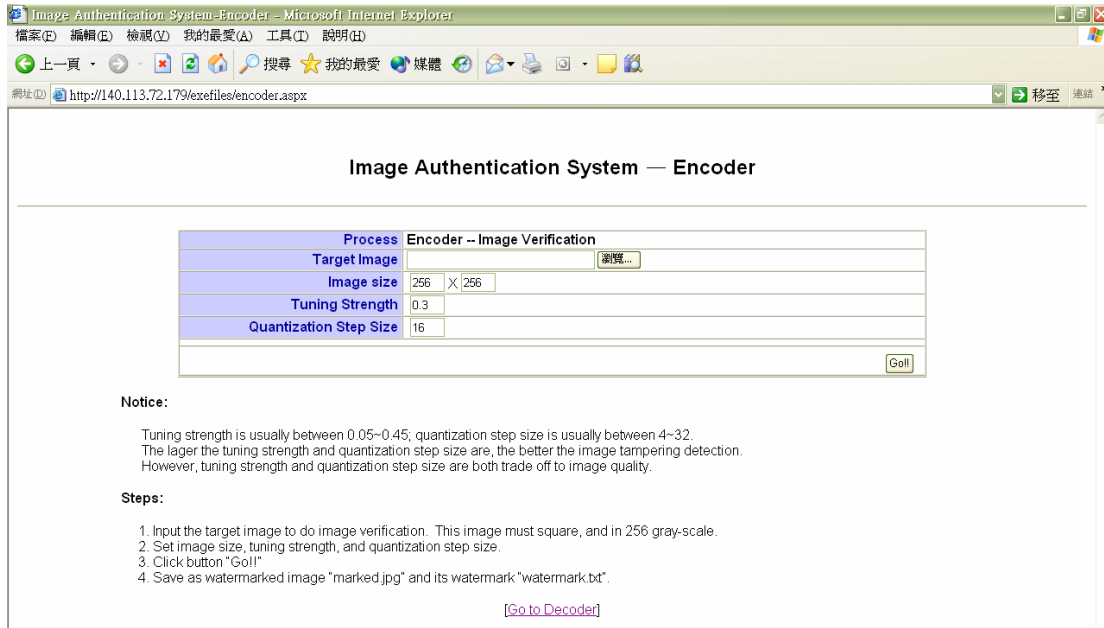 Image Authentication System-Encoder - Microsoft Internet Explorer
檔案(F) 編輯(E) 檢視(V) 我的最愛(A) 工具(T) 說明(H)
上一頁 搜尋 我的最愛 媒體
網址(D) http://140.113.72.179/exefiles/encoder.aspx 移至 連結
Image Authentication System — Encoder
Process Encoder -- Image Verification
Target Image 瀏覽...
Image size 256 X 256
Tuning Strength 0.3
Quantization Step Size 16
Go!!
Notice:
Tuning strength is usually between 0.05~0.45; quantization step size is usually between 4~32.
The lager the tuning strength and quantization step size are, the better the image tampering detection.
However, tuning strength and quantization step size are both trade off to image quality.
Steps:
1. Input the target image to do image verification. This image must square, and in 256 gray-scale.
2. Set image size, tuning strength, and quantization step size.
3. Click button "Go!!"
4. Save as watermarked image "marked.jpg" and its watermark "watermark.txt".
[Go to Decoder]